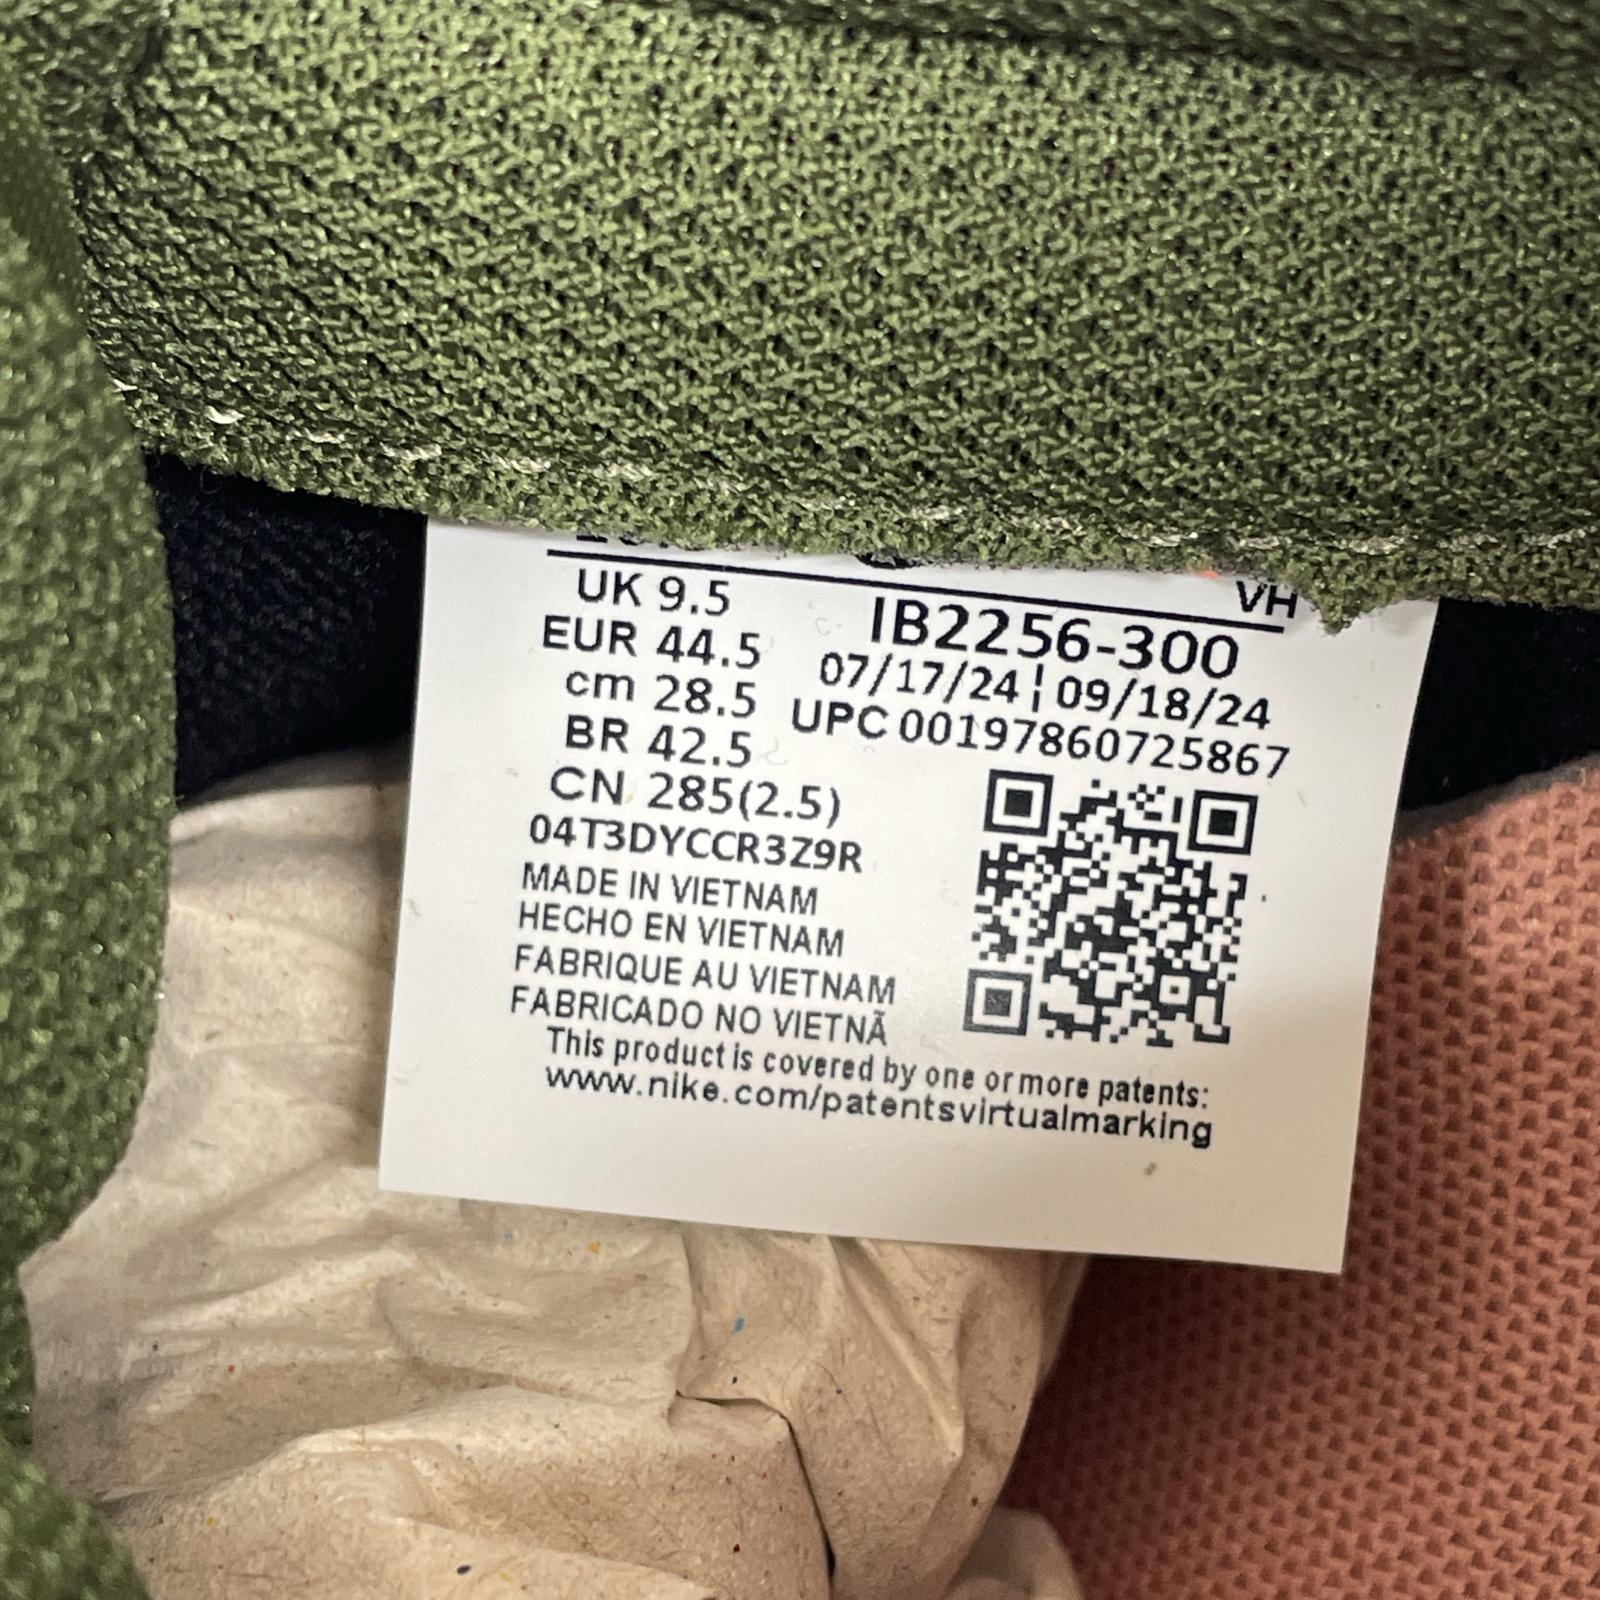 VH
UK 9.5
IB2256-300
EUR 44.5
07/17/24 ¦ 09/18/24
cm 28.5
UPC 00197860725867
BR 42.5
CN 285(2.5)
04T3DYCCR3Z9R
MADE IN VIETNAM
HECHO EN VIETNAM
FABRIQUE AU VIETNAM
FABRICADO NO VIETNÃ
This product is covered by one or more patents:
www.nike.com/patentsvirtualmarking